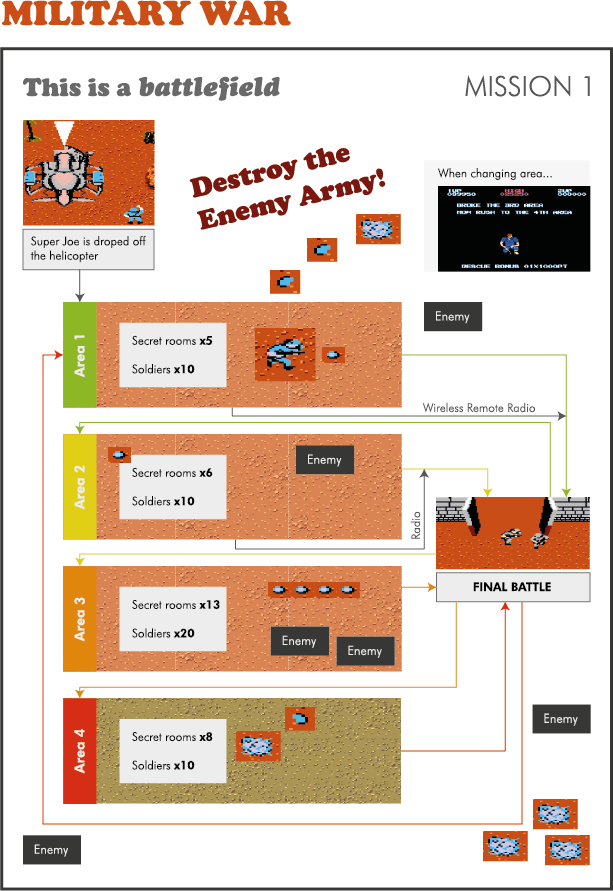 MILITARY WAR
This is a battlefield
MISSION 1
Destroy the
Enemy Army!
When changing area...
1UP
HIGH
2UP
000000
BROKE THE 3RD AREA
NOW RUSH TO THE 4TH AREA
RESCUE BONUS 01X1000PT
Super Joe is droped off
the helicopter
Enemy
Area 1
Secret rooms x5
Soldiers x10
Wireless Remote Radio
Area 2
Secret rooms x6
Soldiers x10
Enemy
Radio
FINAL BATTLE
Area 3
Secret rooms x13
Soldiers x20
Enemy
Enemy
Area 4
Secret rooms x8
Soldiers x10
Enemy
Enemy